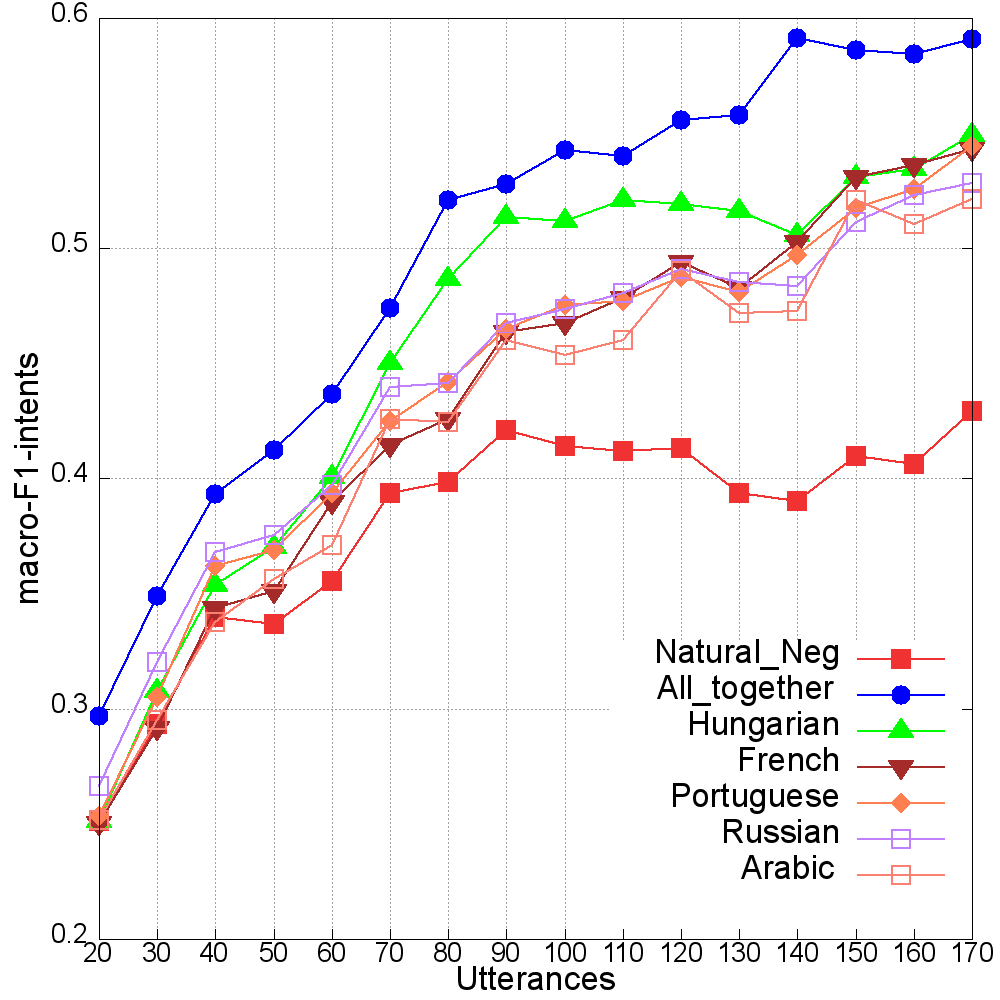 0.6
0.5
0.4
0.3
0.2
macro-F1-intents
Natural_Neg
All_together
Hungarian
French
Portuguese
Russian
Arabic
20 30 40 50 60 70 80 90 100 110 120 130 140 150 160 170
Utterances